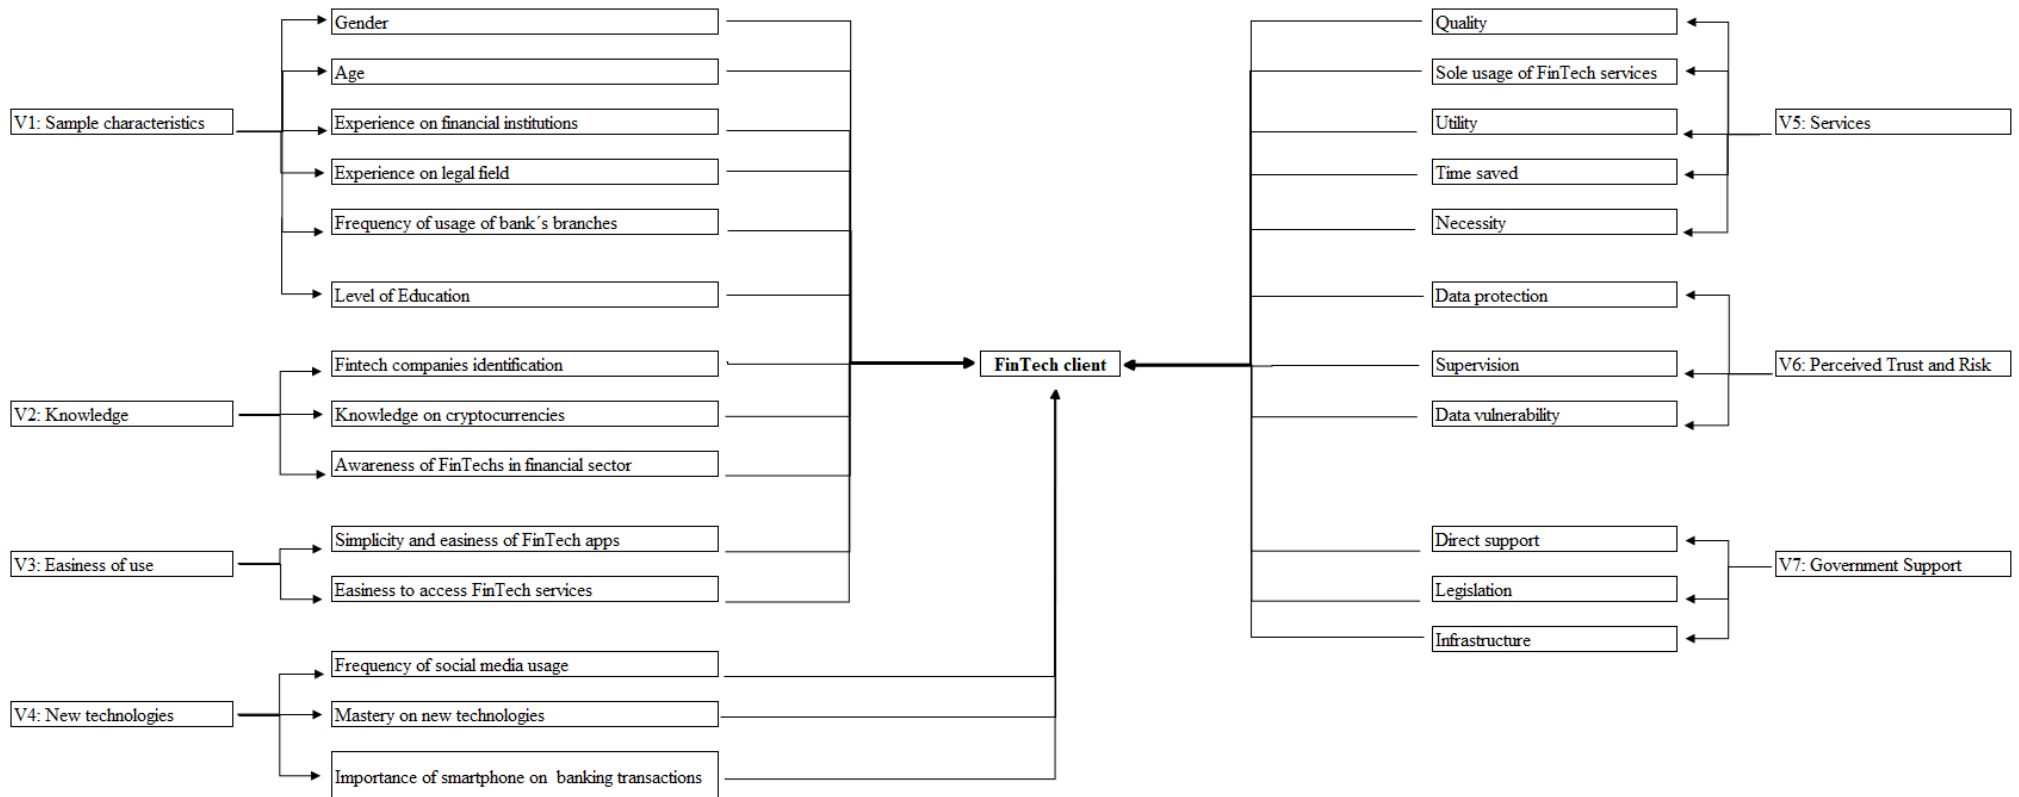 Gender
Age
V1: Sample characteristics
Experience on financial institutions
Experience on legal field
Frequency of usage of bank´s branches
Level of Education
V2: Knowledge
Fintech companies identification
Knowledge on cryptocurrencies
Awareness of FinTechs in financial sector
V3: Easiness of use
Simplicity and easiness of FinTech apps
Easiness to access FinTech services
V4: New technologies
Frequency of social media usage
Mastery on new technologies
Importance of smartphone on banking transactions
FinTech client
Quality
Sole usage of FinTech services
Utility
Time saved
Necessity
V5: Services
Data protection
Supervision
Data vulnerability
V6: Perceived Trust and Risk
Direct support
Legislation
Infrastructure
V7: Government Support